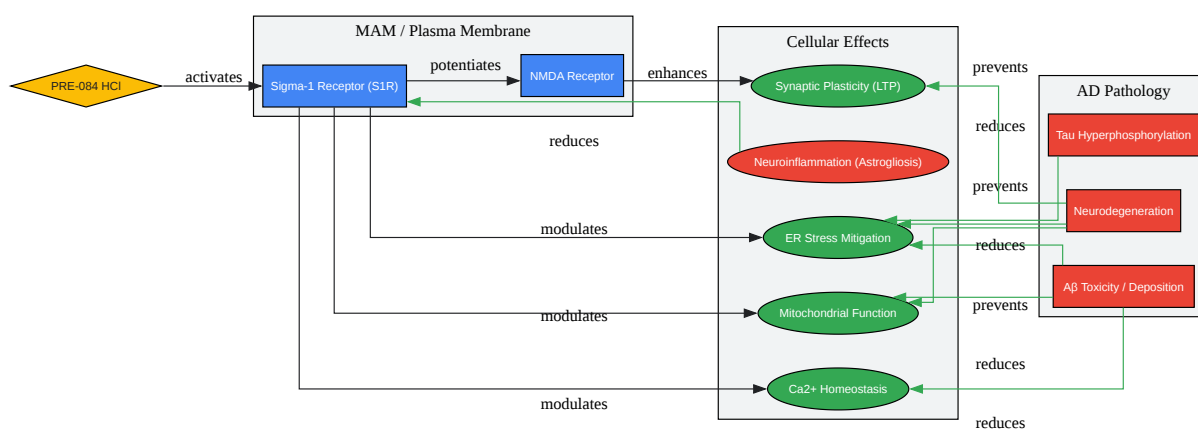 MAM / Plasma Membrane
Cellular Effects
AD Pathology
PRE-084 HCl
activates
Sigma-1 Receptor (S1R)
potentiates
NMDA Receptor
enhances
Synaptic Plasticity (LTP)
prevents
reduces
Tau Hyperphosphorylation
reduces
Neuroinflammation (Astrogliosis)
prevents
Neurodegeneration
modulates
ER Stress Mitigation
reduces
Aβ Toxicity / Deposition
modulates
Mitochondrial Function
prevents
reduces
modulates
Ca2+ Homeostasis
reduces